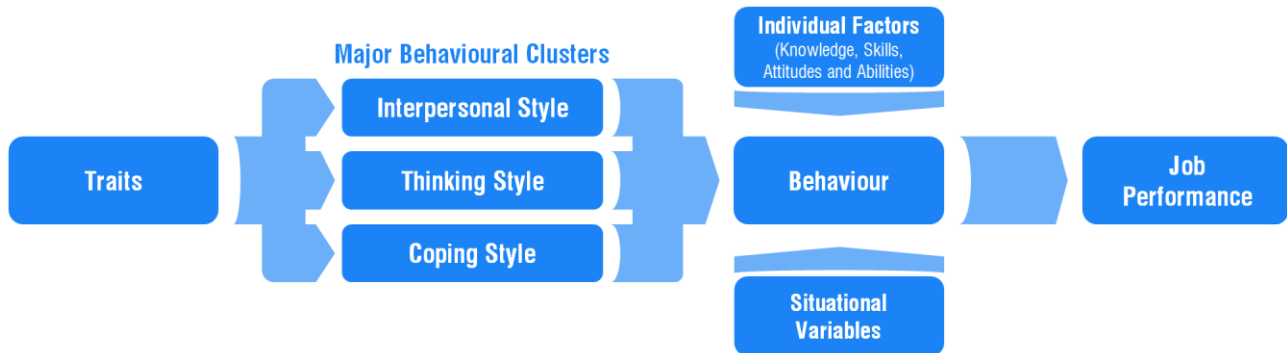 Major Behavioural Clusters
Traits
Interpersonal Style
Thinking Style
Coping Style
Individual Factors
(Knowledge, Skills,
Attitudes and Abilities)
Behaviour
Situational
Variables
Job
Performance